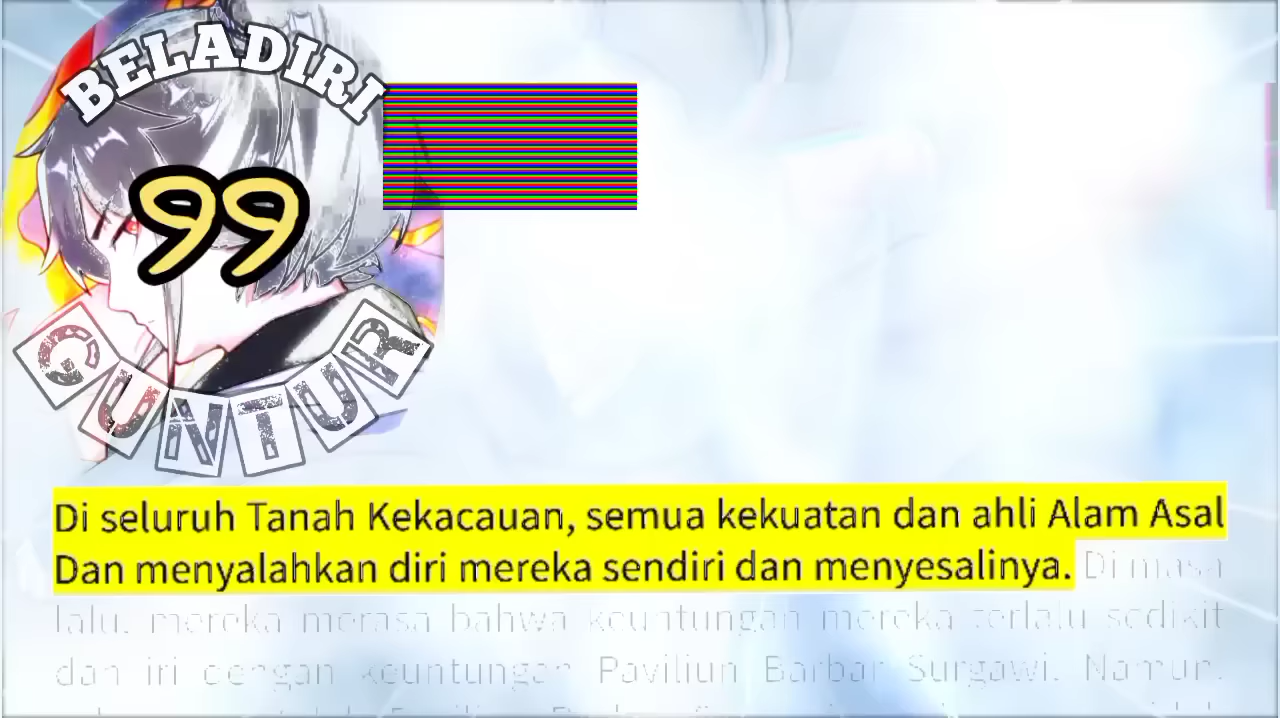 BELADIRI
99
GUNTUR
Di seluruh Tanah Kekacauan, semua kekuatan dan ahli Alam Asal
Dan menyalahkan diri mereka sendiri dan menyesalinya. Di masa
lalu, mereka merasa bahwa keuntungan mereka terlalu sedikit
dan iri dengan keuntungan Paviliun Barbar Surgawi. Namun,